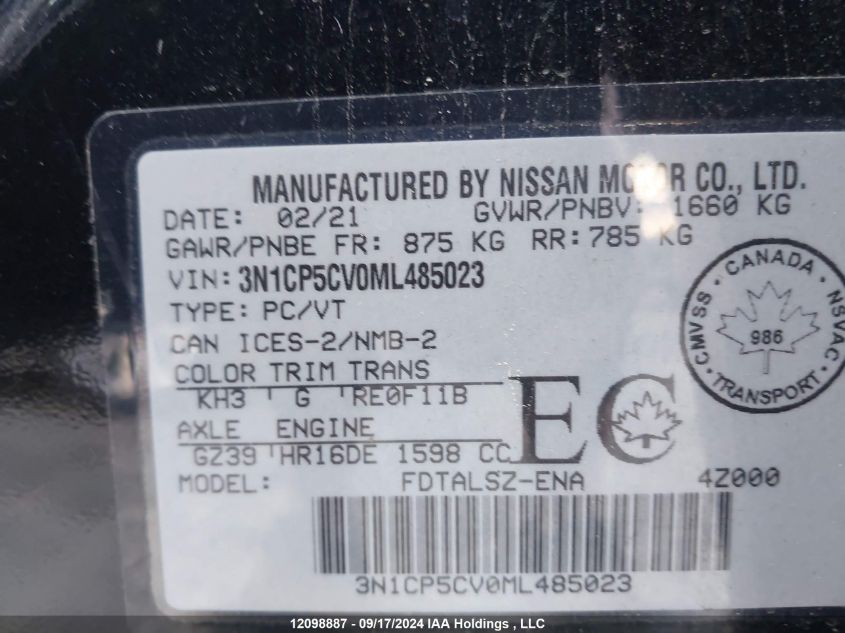 MANUFACTURED BY NISSAN MOTOR CO., LTD.
DATE: 02/21 GVWR/PNBV: 1660 KG
GAWR/PNBE FR: 875 KG RR: 785 KG
VIN: 3N1CP5CV0ML485023
TYPE: PC/VT
CAN ICES-2/NMB-2
COLOR TRIM TRANS
KH3 G RE0F11B
AXLE ENGINE
GZ39 HR16DE 1598 CC
EC
MODEL: FDTALSZ-ENA 4Z000
3N1CP5CV0ML485023
CANADA
CMVSS
NSVAC
986
TRANSPORT
12098887 - 09/17/2024 IAA Holdings , LLC